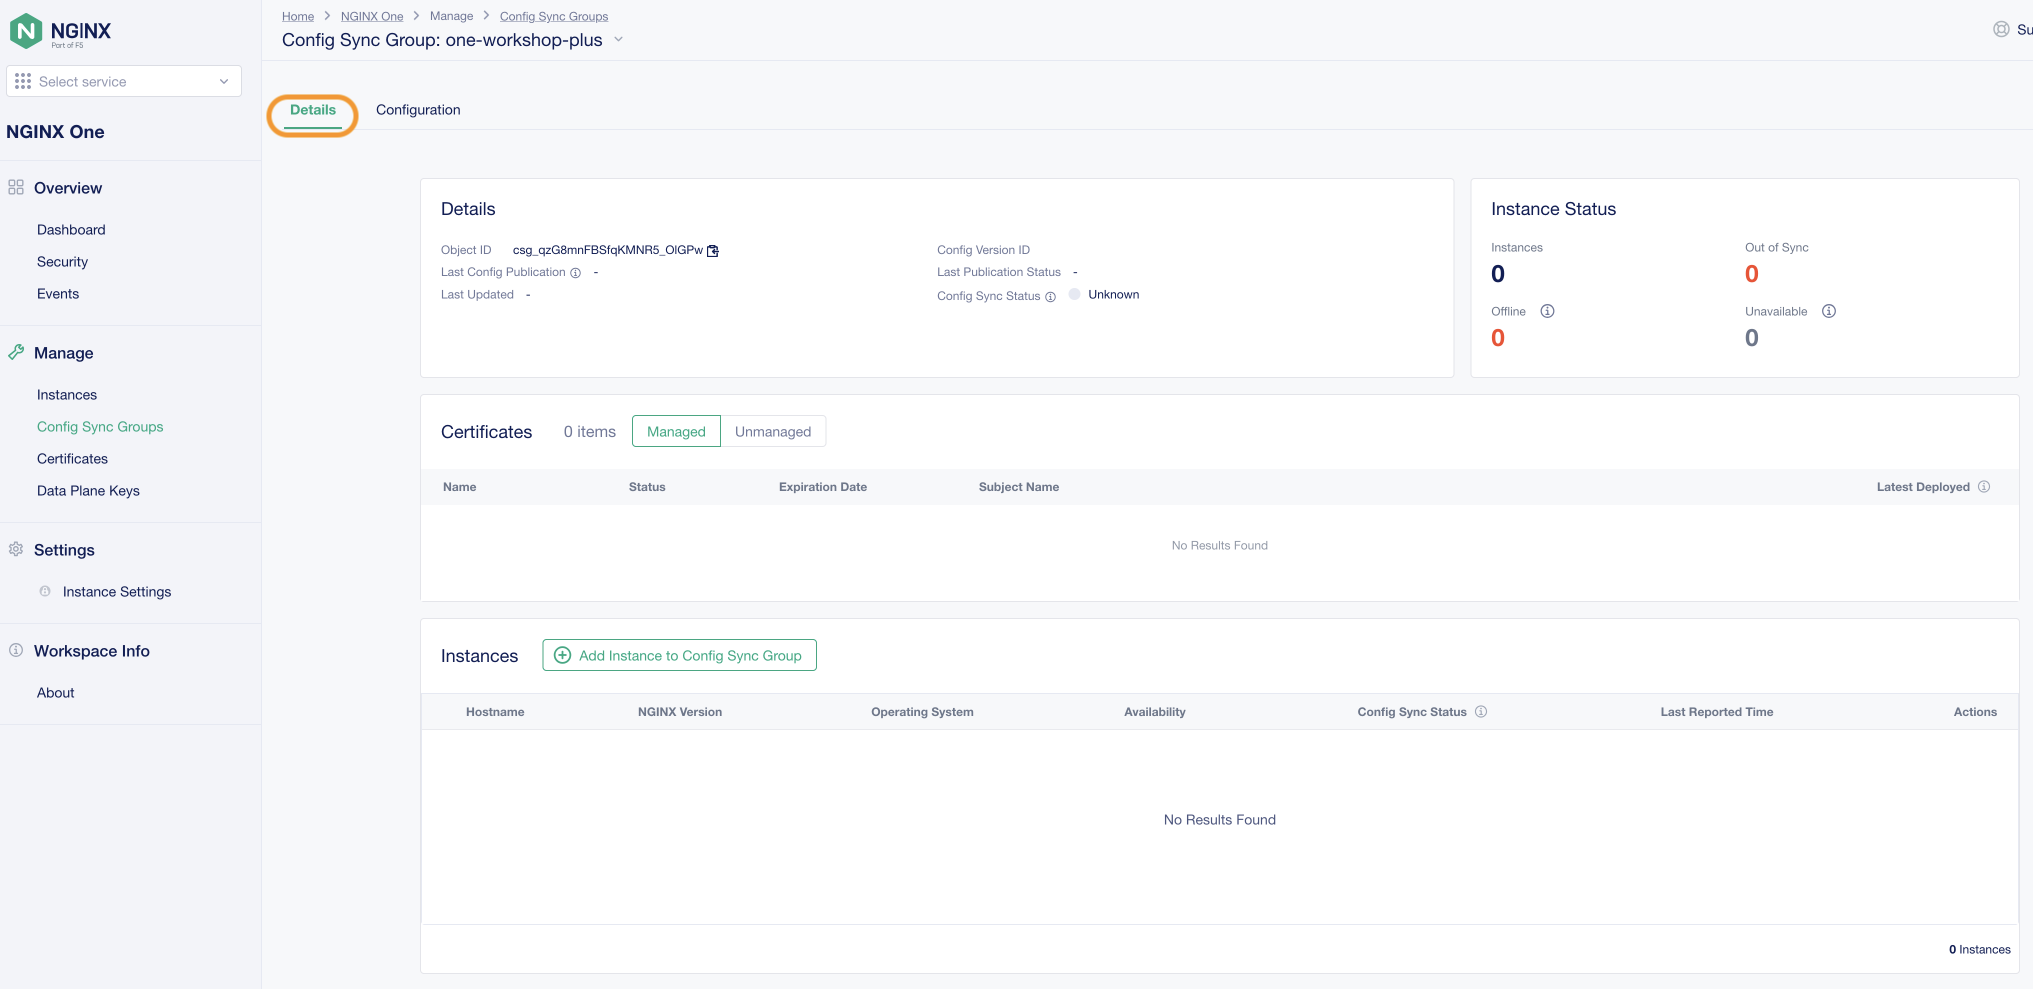 NGINX
Part of F5
Select service
NGINX One
Overview
Dashboard
Security
Events
Manage
Instances
Config Sync Groups
Certificates
Data Plane Keys
Settings
Instance Settings
Workspace Info
About
Home > NGINX One > Manage > Config Sync Groups
Config Sync Group: one-workshop-plus
Su
Details Configuration
Details
Object ID csg_qzG8mnFBSfqKMNR5_OlGPw
Last Config Publication -
Last Updated -
Config Version ID
Last Publication Status -
Config Sync Status Unknown
Instance Status
Instances Out of Sync
0 0
Offline Unavailable
0 0
Certificates 0 items Managed Unmanaged
Name Status Expiration Date Subject Name Latest Deployed
No Results Found
Instances Add Instance to Config Sync Group
Hostname NGINX Version Operating System Availability Config Sync Status Last Reported Time Actions
No Results Found
0 Instances